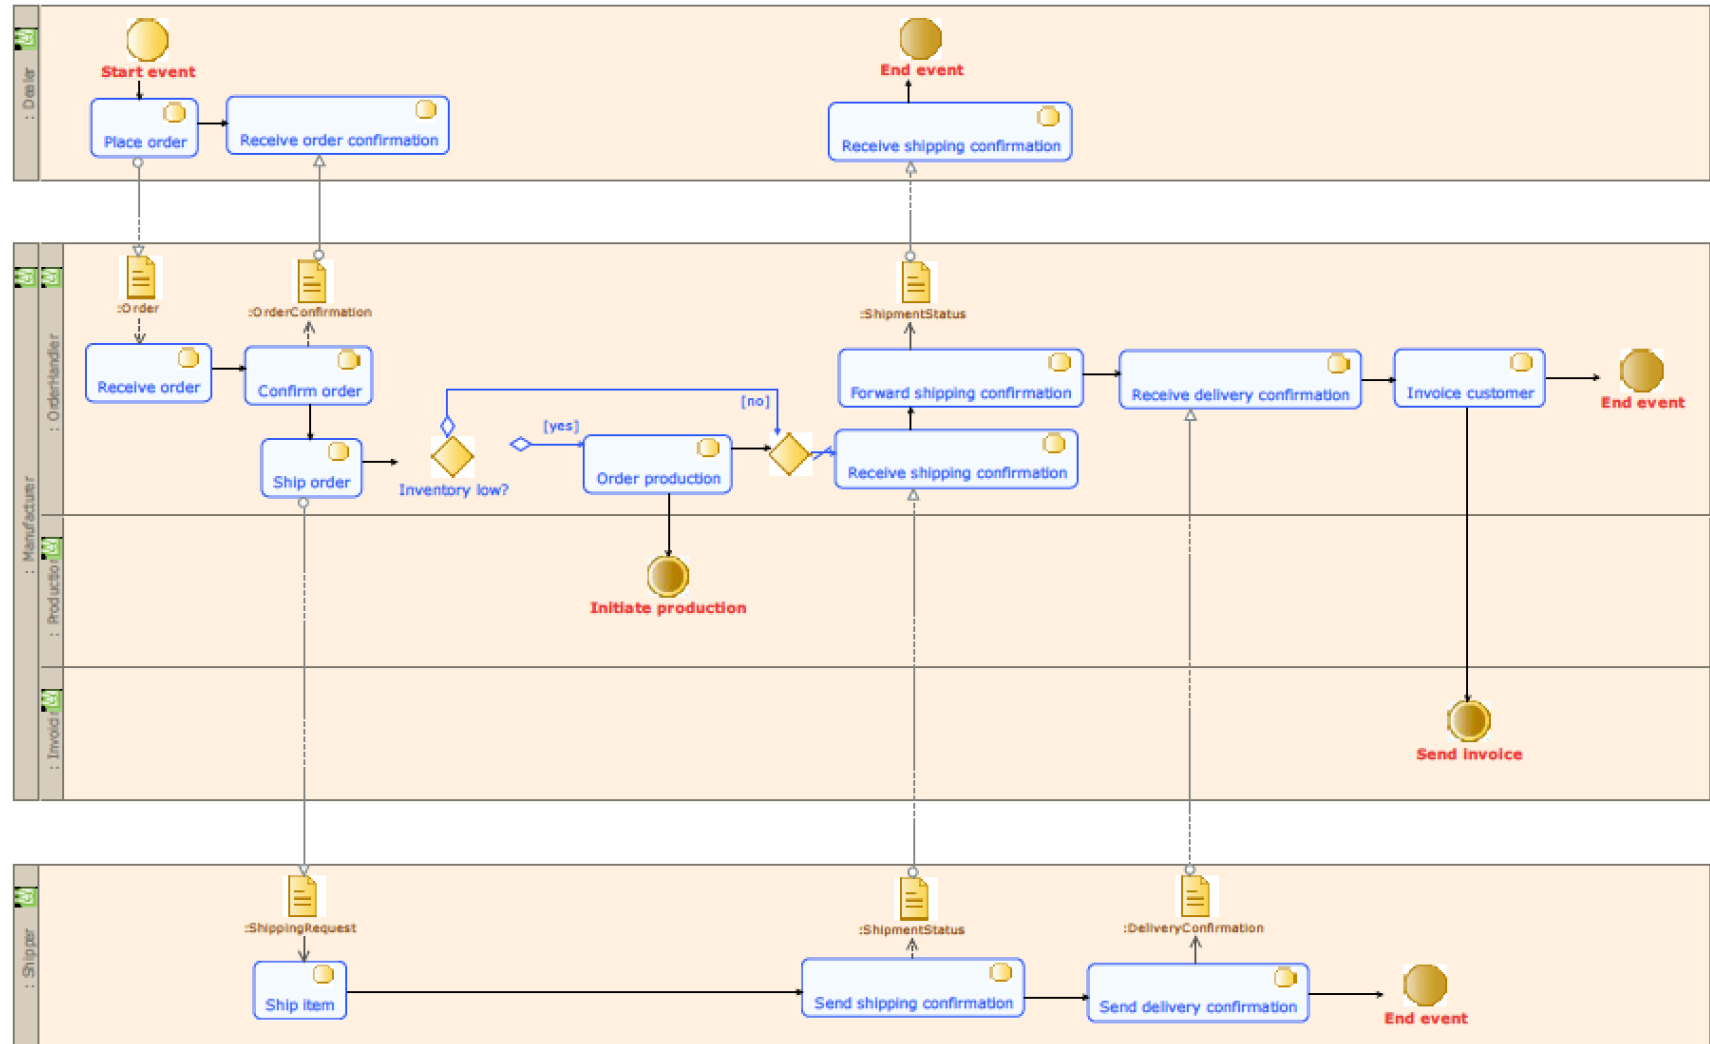 : Dealer
Start event
Place order
Receive order confirmation
End event
Receive shipping confirmation
: Manufacturer
: OrderHandler
:Order
:OrderConfirmation
:ShipmentStatus
Receive order
Confirm order
Ship order
Inventory low?
[no]
[yes]
Order production
Forward shipping confirmation
Receive shipping confirmation
Receive delivery confirmation
Invoice customer
End event
: Production
Initiate production
Send invoice
: Shipper
:ShippingRequest
:ShipmentStatus
:DeliveryConfirmation
Ship item
Send shipping confirmation
Send delivery confirmation
End event